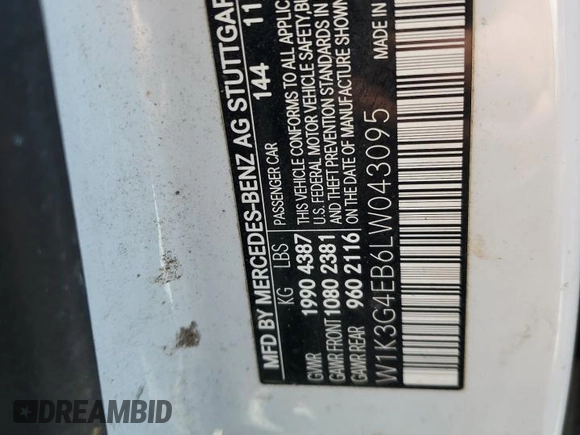 MFD BY MERCEDES-BENZ AG STUTTGAR
11
144
KG LBS
PASSENGER CAR
GVWR 1990 4387
GAWR FRONT 1080 2381
GAWR REAR 960 2116
THIS VEHICLE CONFORMS TO ALL APPLIC
U.S. FEDERAL MOTOR VEHICLE SAFETY,BU
AND THEFT PREVENTION STANDARDS IN
ON THE DATE OF MANUFACTURE SHOWN
W1K3G4EB6LW043095
MADE IN
DREAMBID